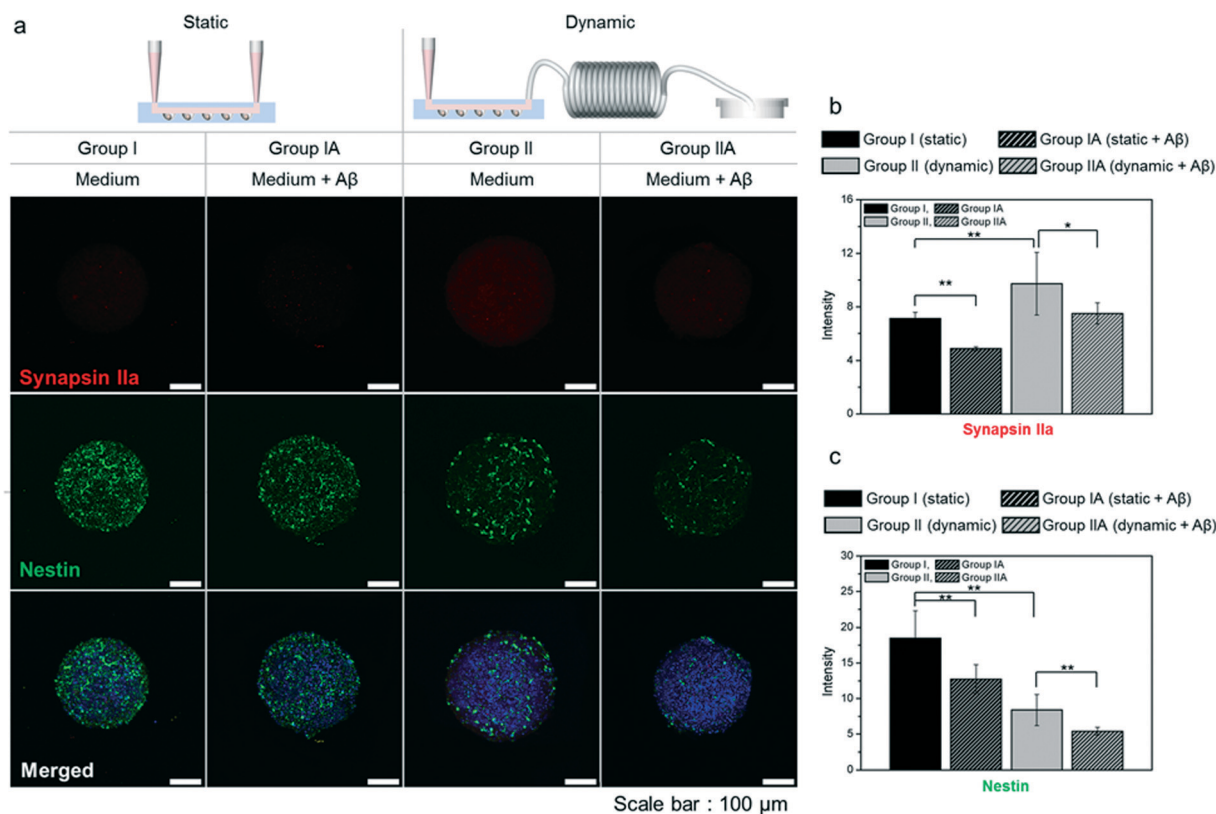 a
Static
Dynamic
Group I
Group IA
Group II
Group IIA
Medium
Medium + Aβ
Medium
Medium + Aβ
Synapsin IIa
Nestin
Merged
Scale bar : 100 μm
b
Group I (static)
Group IA (static + Aβ)
Group II (dynamic)
Group IIA (dynamic + Aβ)
16
12
8
4
0
Intensity
Group I,
Group IA
Group II,
Group IIA
**
**
*
Synapsin IIa
c
Group I (static)
Group IA (static + Aβ)
Group II (dynamic)
Group IIA (dynamic + Aβ)
30
25
20
15
10
5
0
Intensity
Group I,
Group IA
Group II,
Group IIA
**
**
**
Nestin